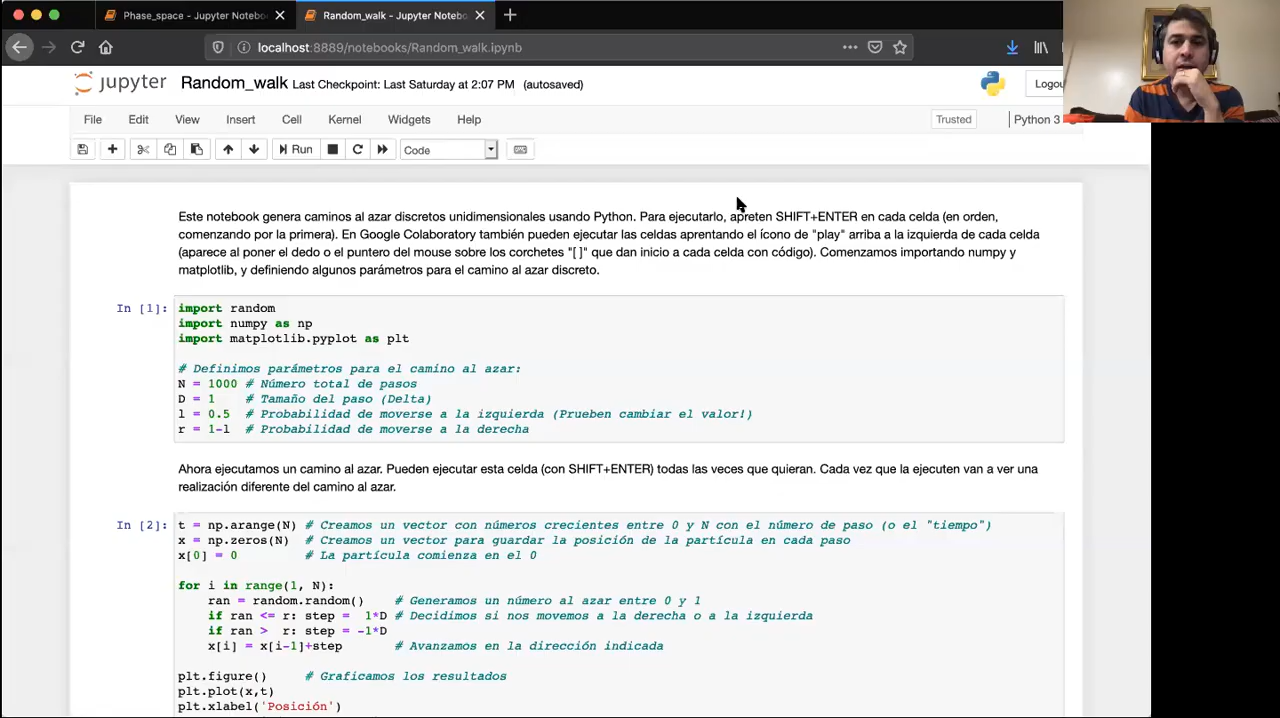 Phase_space - Jupyter Notebo
Random_walk - Jupyter Notebo
localhost:8889/notebooks/Random_walk.ipynb
jupyter Random_walk Last Checkpoint: Last Saturday at 2:07 PM (autosaved)
Logou
File Edit View Insert Cell Kernel Widgets Help
Trusted
Python 3
Run
Code
Este notebook genera caminos al azar discretos unidimensionales usando Python. Para ejecutarlo, apreten SHIFT+ENTER en cada celda (en orden,
comenzando por la primera). En Google Colaboratory también pueden ejecutar las celdas aprentando el ícono de "play" arriba a la izquierda de cada celda
(aparece al poner el dedo o el puntero del mouse sobre los corchetes "[ ]" que dan inicio a cada celda con código). Comenzamos importando numpy y
matplotlib, y definiendo algunos parámetros para el camino al azar discreto.
In [1]:
import random
import numpy as np
import matplotlib.pyplot as plt
# Definimos parámetros para el camino al azar:
N = 1000 # Número total de pasos
D = 1 # Tamaño del paso (Delta)
l = 0.5 # Probabilidad de moverse a la izquierda (Prueben cambiar el valor!)
r = 1-l # Probabilidad de moverse a la derecha
Ahora ejecutamos un camino al azar. Pueden ejecutar esta celda (con SHIFT+ENTER) todas las veces que quieran. Cada vez que la ejecuten van a ver una
realización diferente del camino al azar.
In [2]:
t = np.arange(N) # Creamos un vector con números crecientes entre 0 y N con el número de paso (o el "tiempo")
x = np.zeros(N) # Creamos un vector para guardar la posición de la partícula en cada paso
x[0] = 0 # La partícula comienza en el 0
for i in range(1, N):
ran = random.random() # Generamos un número al azar entre 0 y 1
if ran <= r: step = 1*D # Decidimos si nos movemos a la derecha o a la izquierda
if ran > r: step = -1*D
x[i] = x[i-1]+step # Avanzamos en la dirección indicada
plt.figure() # Graficamos los resultados
plt.plot(x,t)
plt.xlabel('Posición')